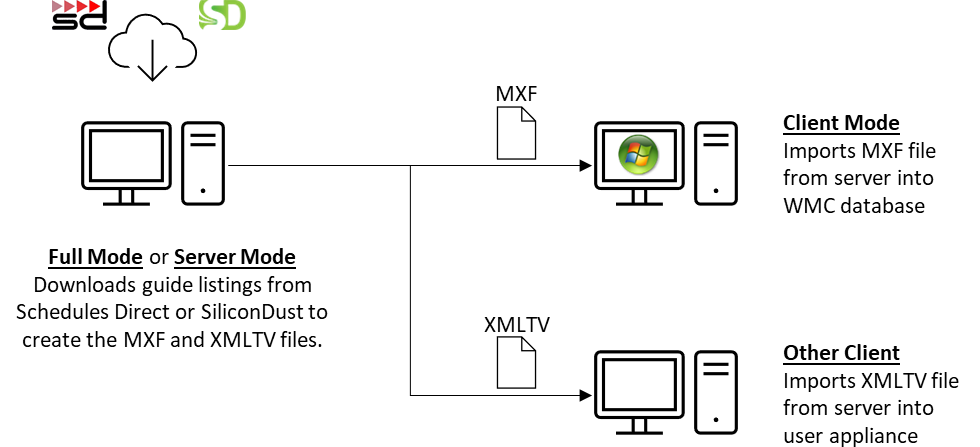 sd
SD
MXF
Client Mode
Imports MXF file
from server into
WMC database
Full Mode or Server Mode
Downloads guide listings from
Schedules Direct or SiliconDust to
create the MXF and XMLTV files.
XMLTV
Other Client
Imports XMLTV file
from server into
user appliance